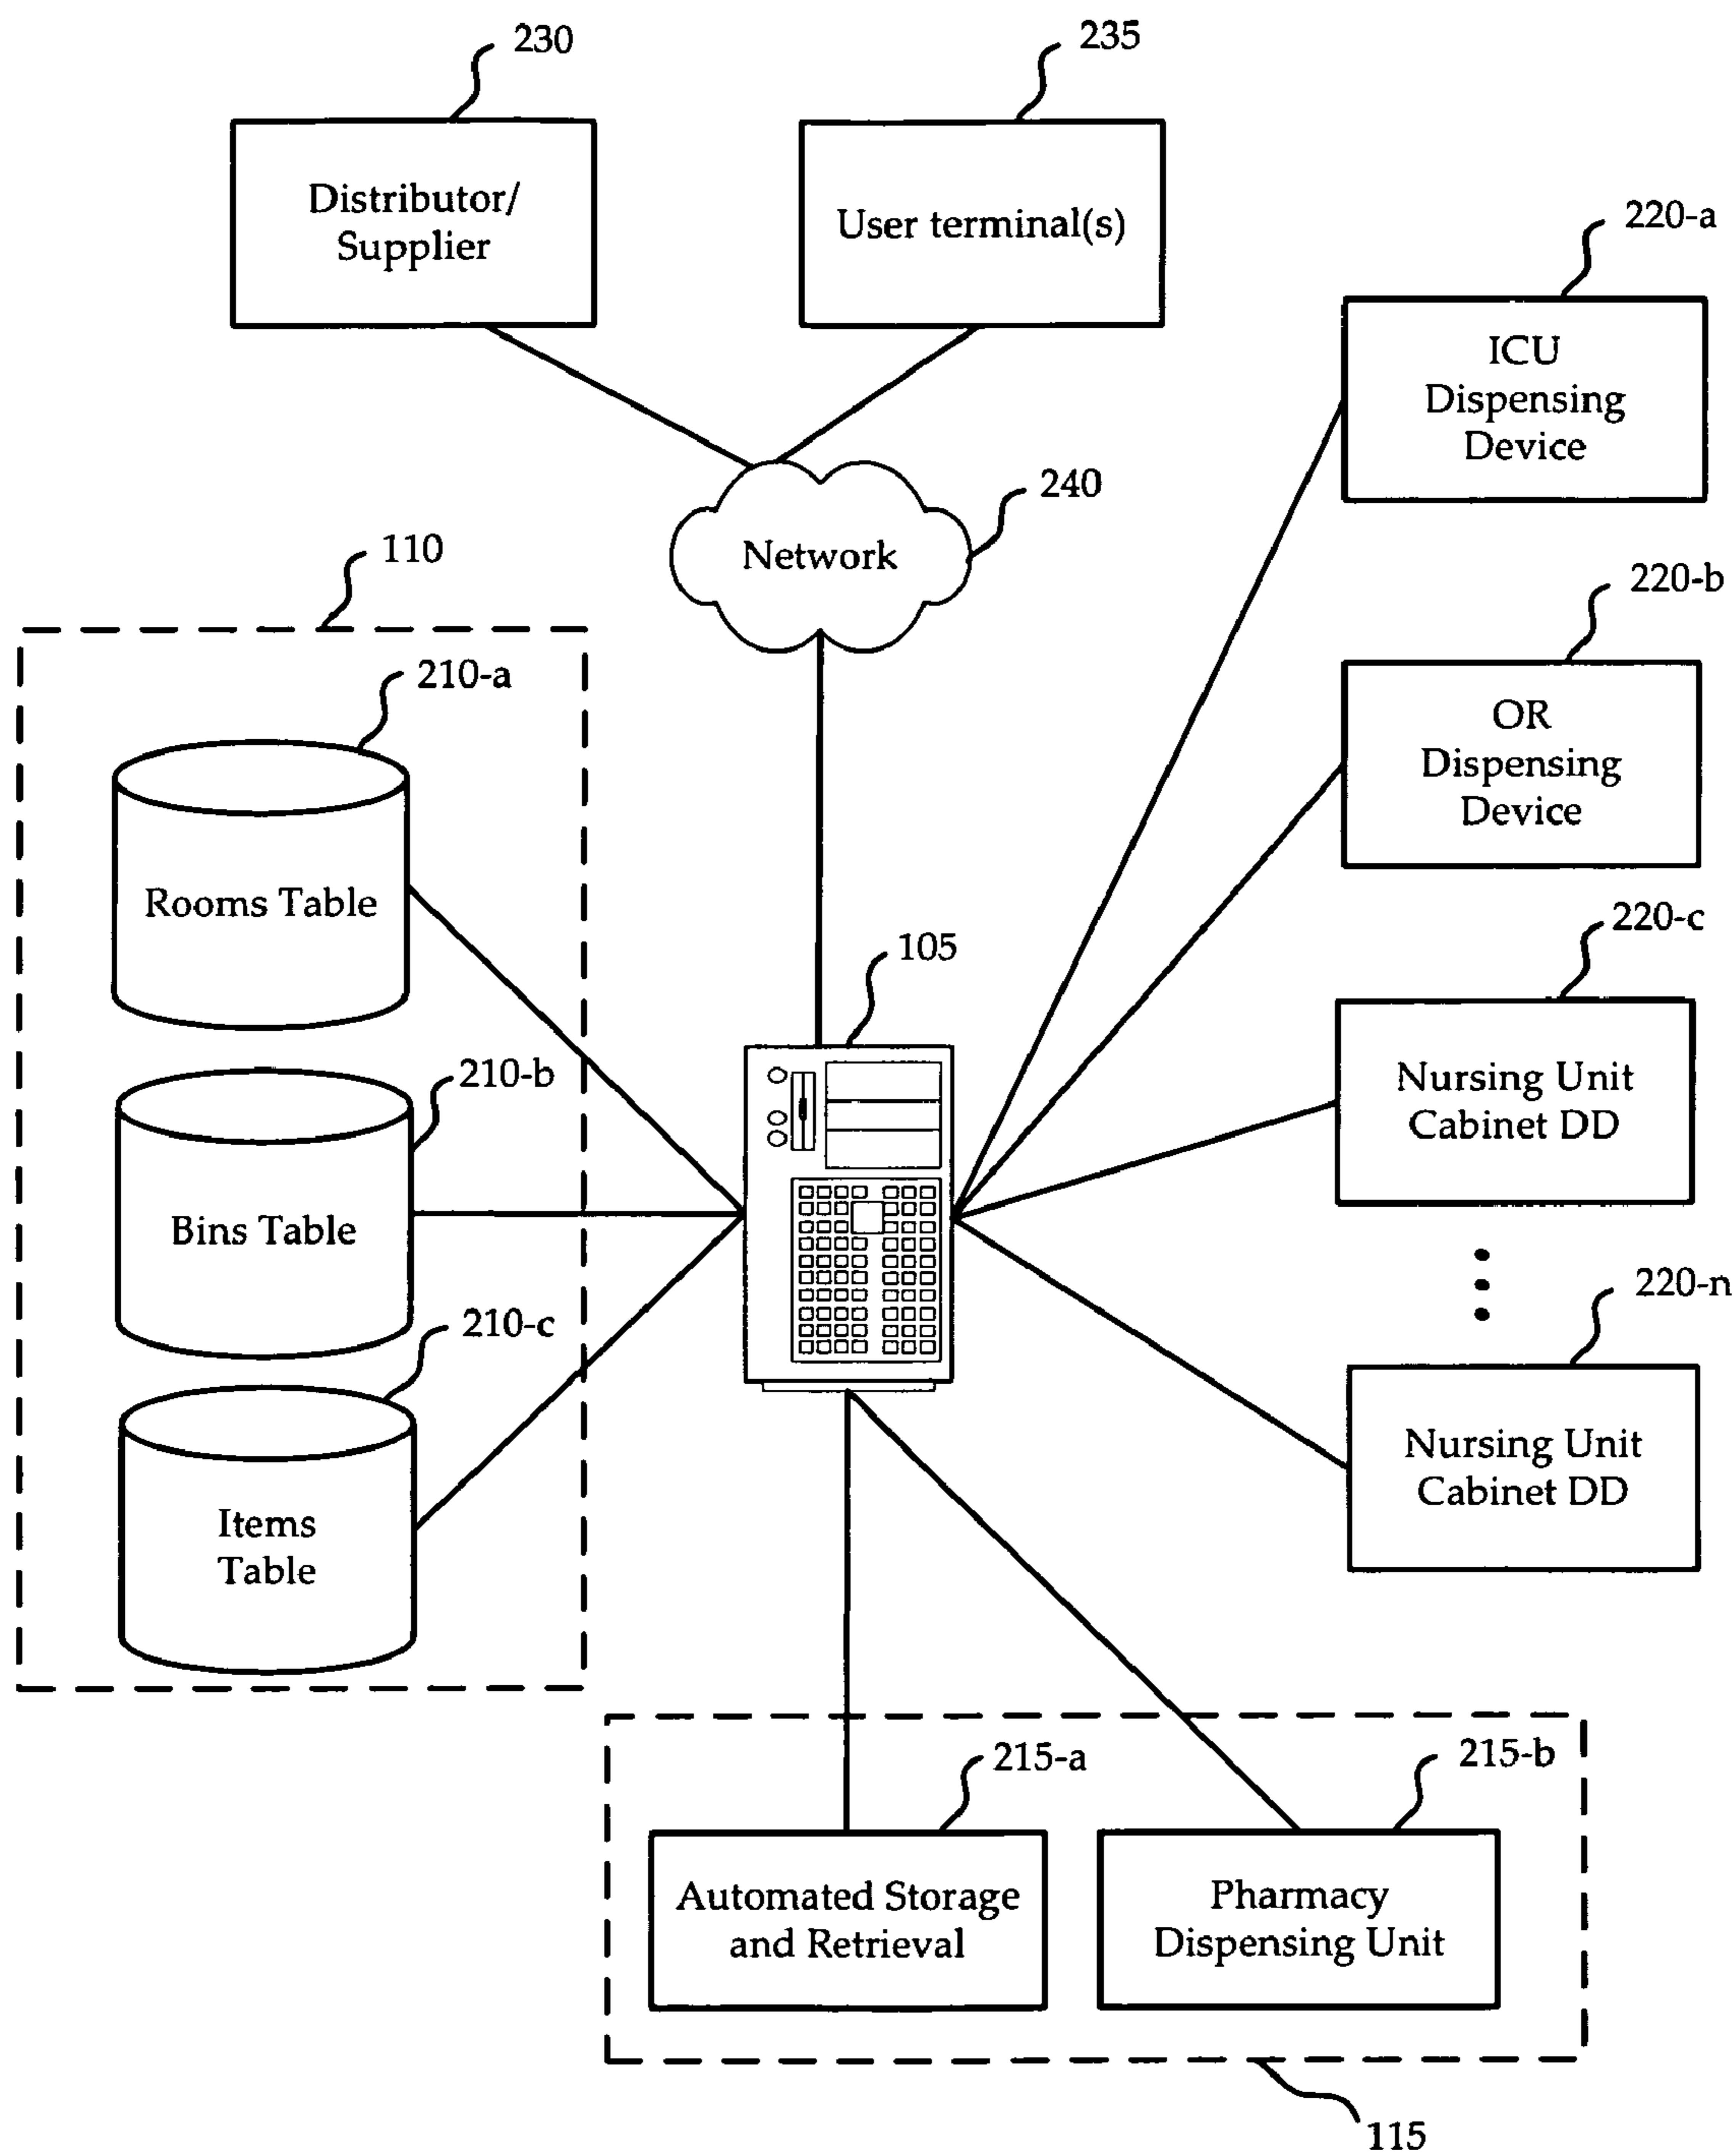 230
235
Distributor/
Supplier
User terminal(s)
220-a
ICU
Dispensing
Device
240
Network
110
220-b
210-a
OR
Dispensing
Device
Rooms Table
220-c
105
210-b
Nursing Unit
Cabinet DD
Bins Table
220-n
210-c
Nursing Unit
Cabinet DD
Items
Table
215-a
215-b
Automated Storage
and Retrieval
Pharmacy
Dispensing Unit
115